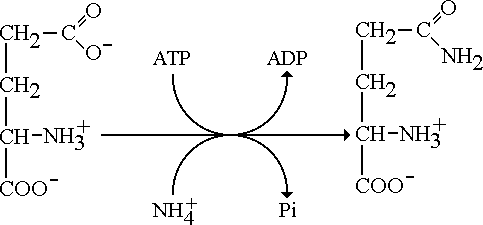 O
CH₂—C
O⁻
CH₂
CH—NH₃⁺
COO⁻
ATP
ADP
NH₄⁺
Pi
O
CH₂—C
NH₂
CH₂
CH—NH₃⁺
COO⁻